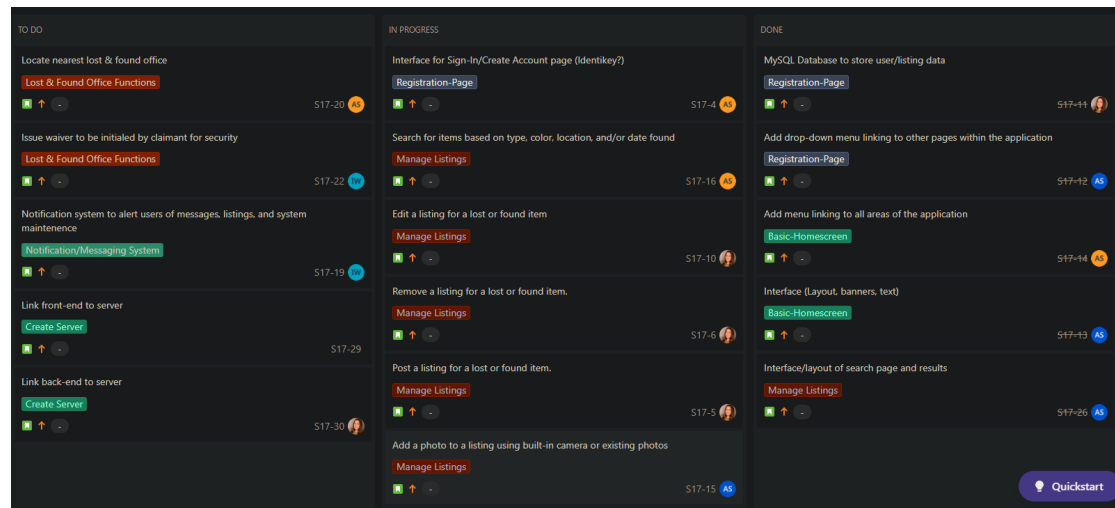 TO DO
Locate nearest lost & found office
Lost & Found Office Functions
-
S17-20 AS
Issue waiver to be initialed by claimant for security
Lost & Found Office Functions
-
S17-22 IW
Notification system to alert users of messages, listings, and system
maintenence
Notification/Messaging System
-
S17-19 IW
Link front-end to server
Create Server
-
S17-29
Link back-end to server
Create Server
-
S17-30
IN PROGRESS
Interface for Sign-In/Create Account page (Identikey?)
Registration-Page
-
S17-4 AS
Search for items based on type, color, location, and/or date found
Manage Listings
-
S17-16 AS
Edit a listing for a lost or found item
Manage Listings
-
S17-10
Remove a listing for a lost or found item.
Manage Listings
-
S17-6
Post a listing for a lost or found item.
Manage Listings
-
S17-5
Add a photo to a listing using built-in camera or existing photos
Manage Listings
-
S17-15 AS
DONE
MySQL Database to store user/listing data
Registration-Page
-
S17-11
Add drop-down menu linking to other pages within the application
Registration-Page
-
S17-12 AS
Add menu linking to all areas of the application
Basic-Homescreen
-
S17-14 AS
Interface (Layout, banners, text)
Basic-Homescreen
-
S17-13 AS
Interface/layout of search page and results
Manage Listings
-
S17-26 AS
Quickstart